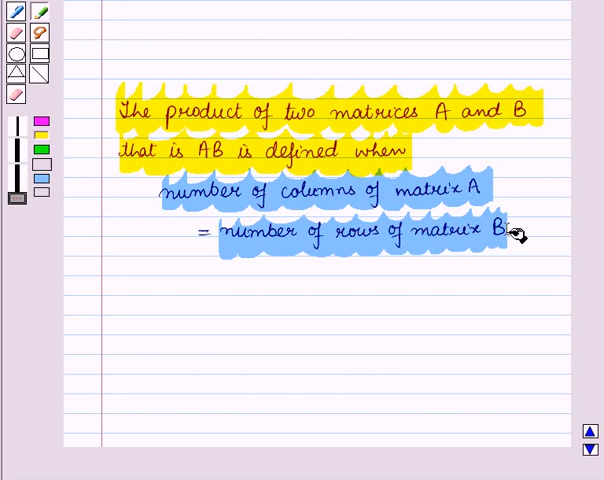 The product of two matrices A and B
that is AB is defined when
number of columns of matrix A
= number of rows of matrix B.